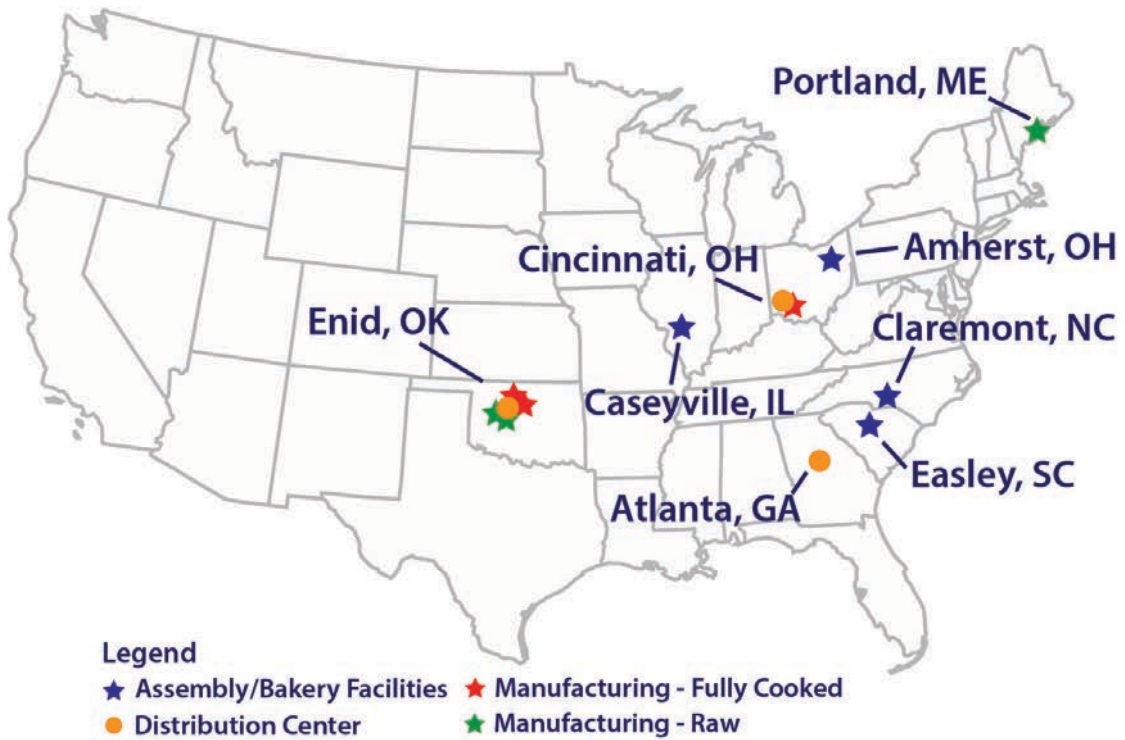 Portland, ME
Cincinnati, OH
Amherst, OH
Enid, OK
Claremont, NC
Caseyville, IL
Easley, SC
Atlanta, GA
Legend
Assembly/Bakery Facilities
Manufacturing - Fully Cooked
Distribution Center
Manufacturing - Raw